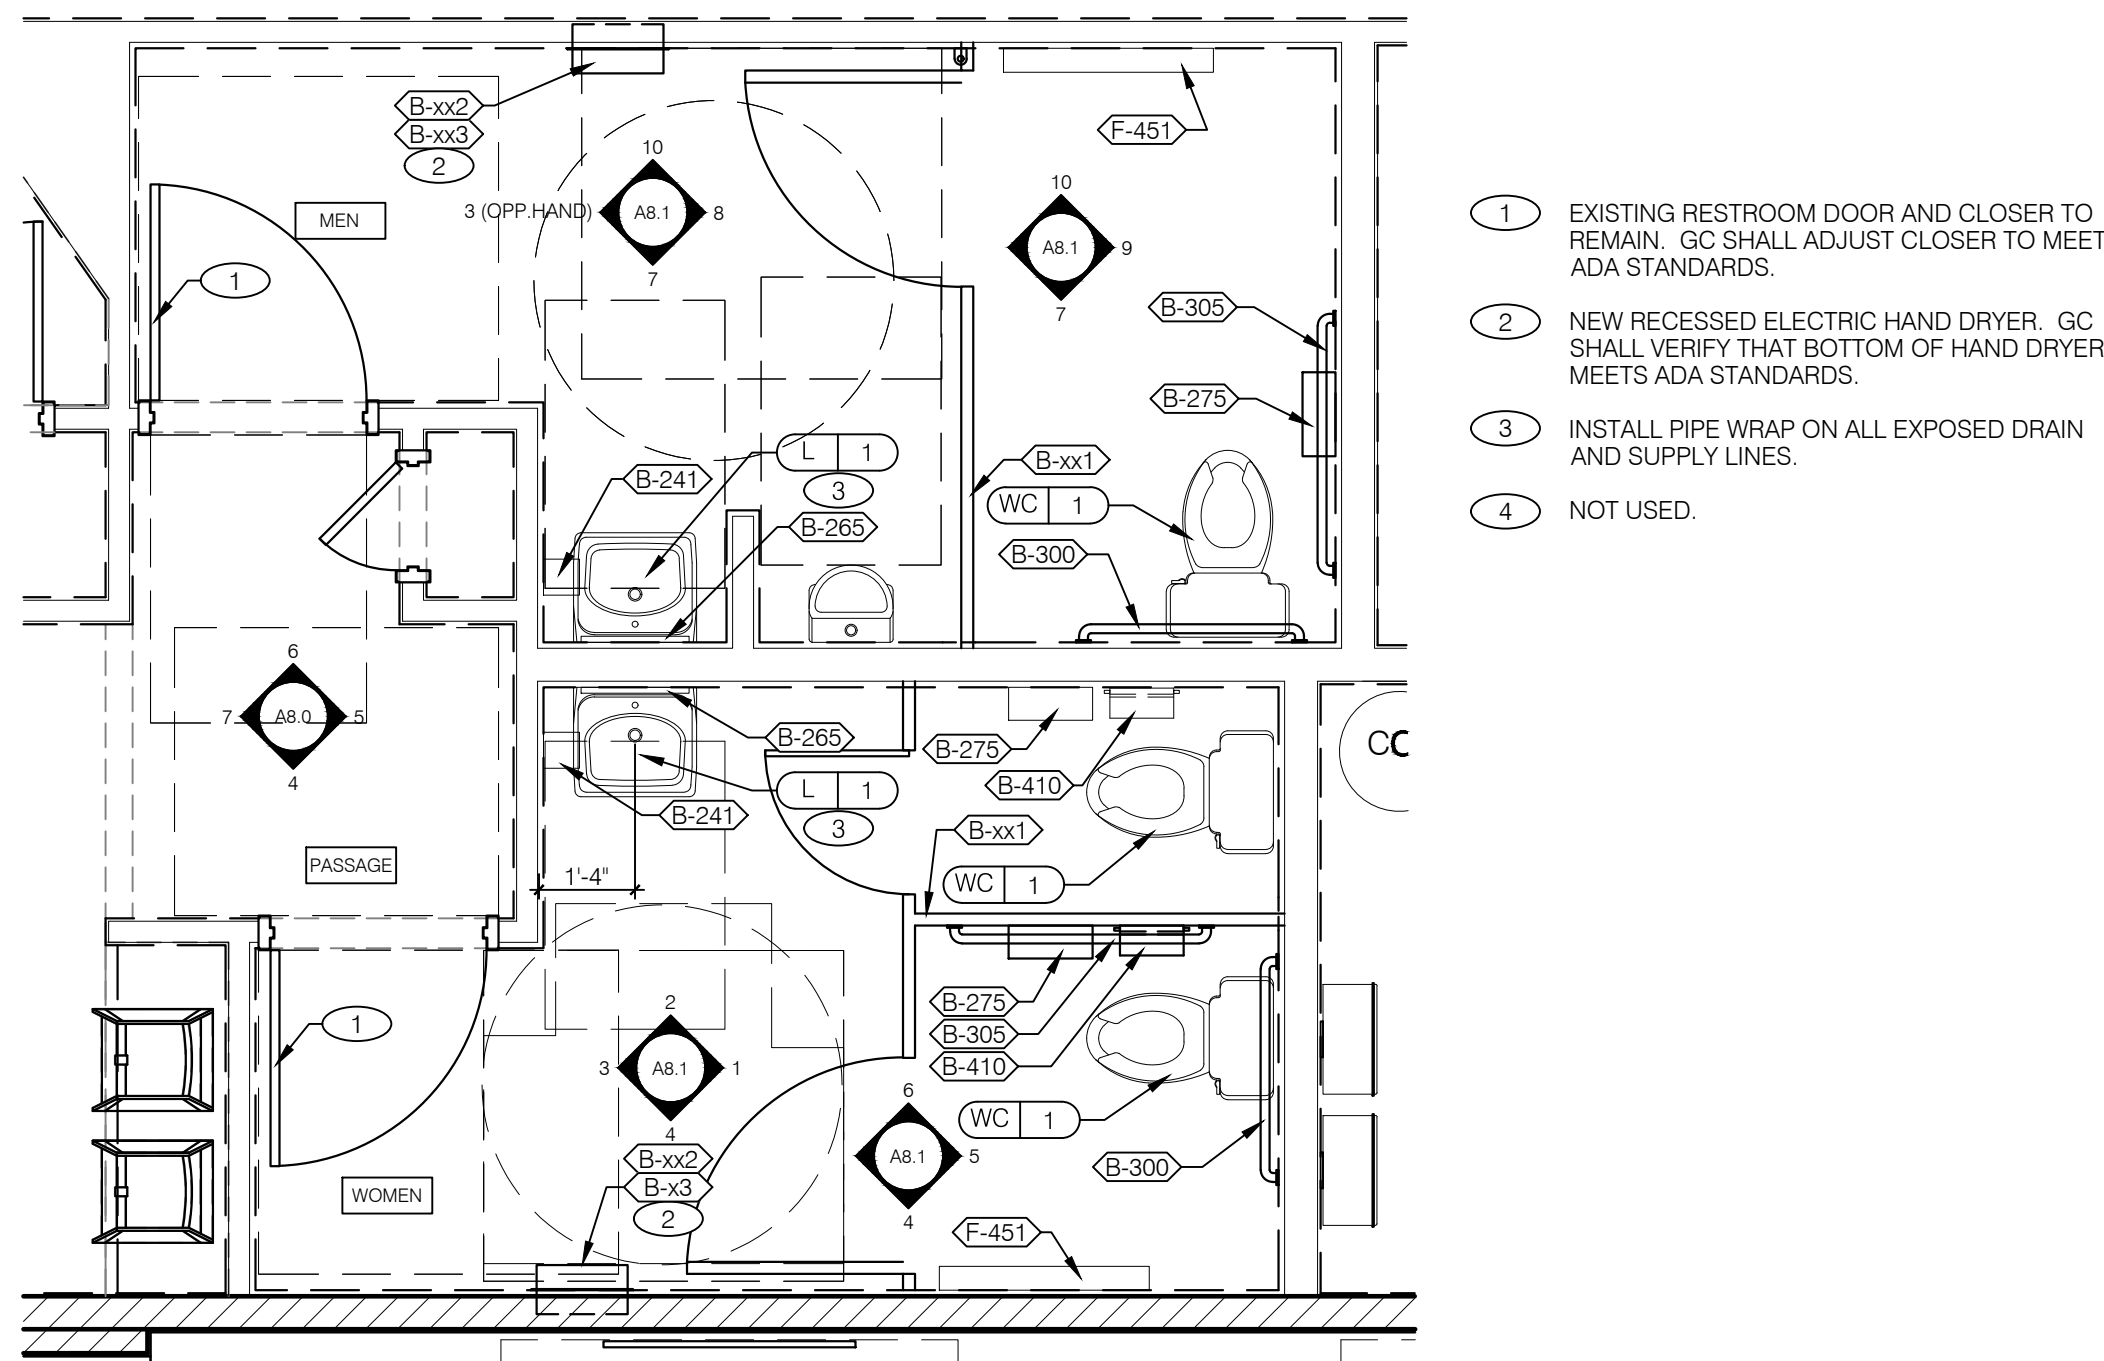 B-xx2
B-xx3
2
F-451
10
3 (OPP.HAND)
A8.1
8
7
10
A8.1
9
7
MEN
1
B-305
B-275
L 1
3
B-241
B-265
B-xx1
WC 1
B-300
6
7
A8.0
5
4
B-265
B-275
B-410
L 1
3
B-241
B-xx1
PASSAGE
1'-4"
WC 1
CO
1
2
3
A8.1
1
4
B-275
B-305
B-410
6
A8.1
5
4
WC 1
B-300
B-xx2
B-x3
2
WOMEN
F-451
1 EXISTING RESTROOM DOOR AND CLOSER TO
REMAIN. GC SHALL ADJUST CLOSER TO MEET
ADA STANDARDS.
2 NEW RECESSED ELECTRIC HAND DRYER. GC
SHALL VERIFY THAT BOTTOM OF HAND DRYER
MEETS ADA STANDARDS.
3 INSTALL PIPE WRAP ON ALL EXPOSED DRAIN
AND SUPPLY LINES.
4 NOT USED.